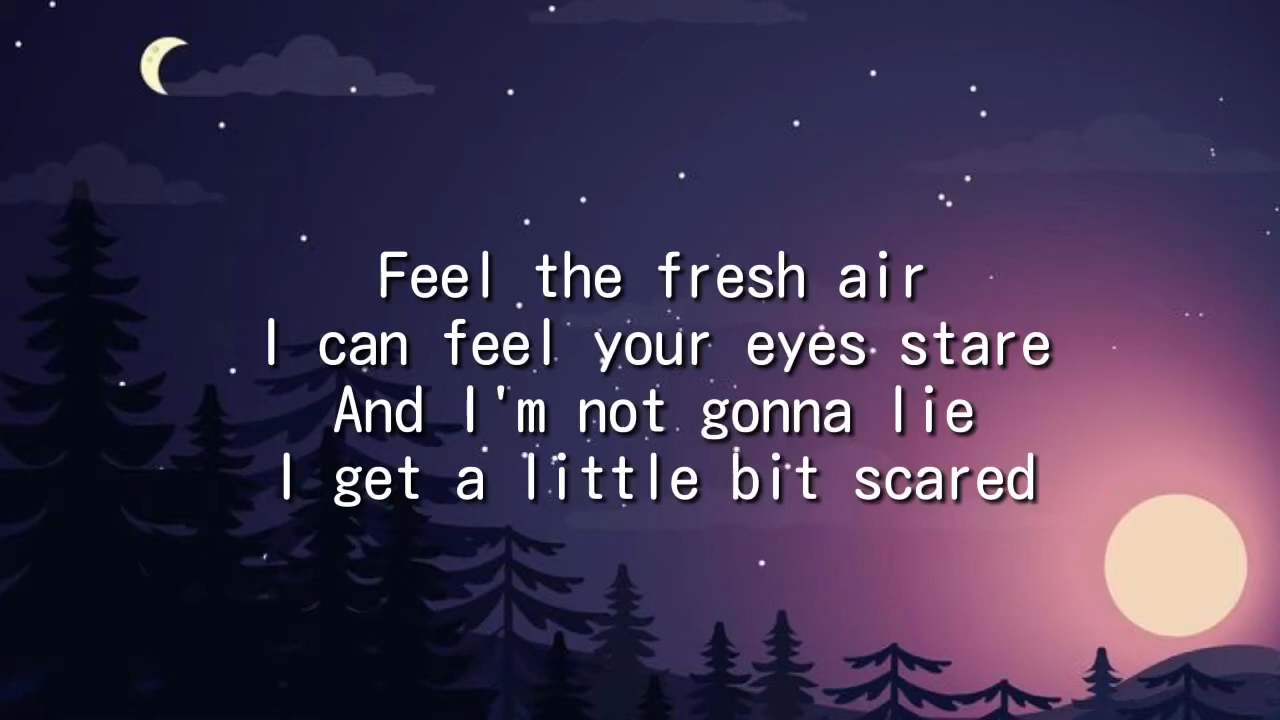 Feel the fresh air
I can feel your eyes stare
And I'm not gonna lie
I get a little bit scared